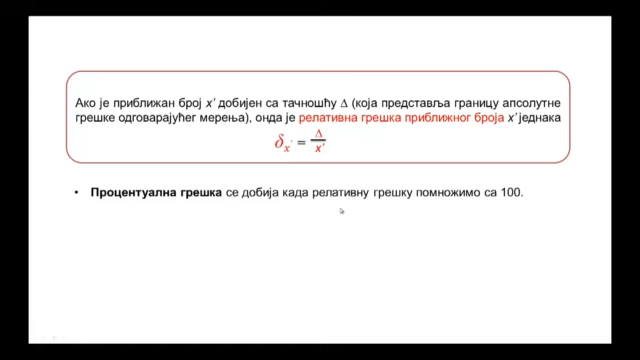 Ако је приближан број x′ добијен са тачношћу Δ (која представља границу апсолутне
грешке одговарајућег мерења), онда је релативна грешка приближног броја x′ једнака
δx′ = Δ/x′
• Процентуална грешка се добија када релативну грешку помножимо са 100.